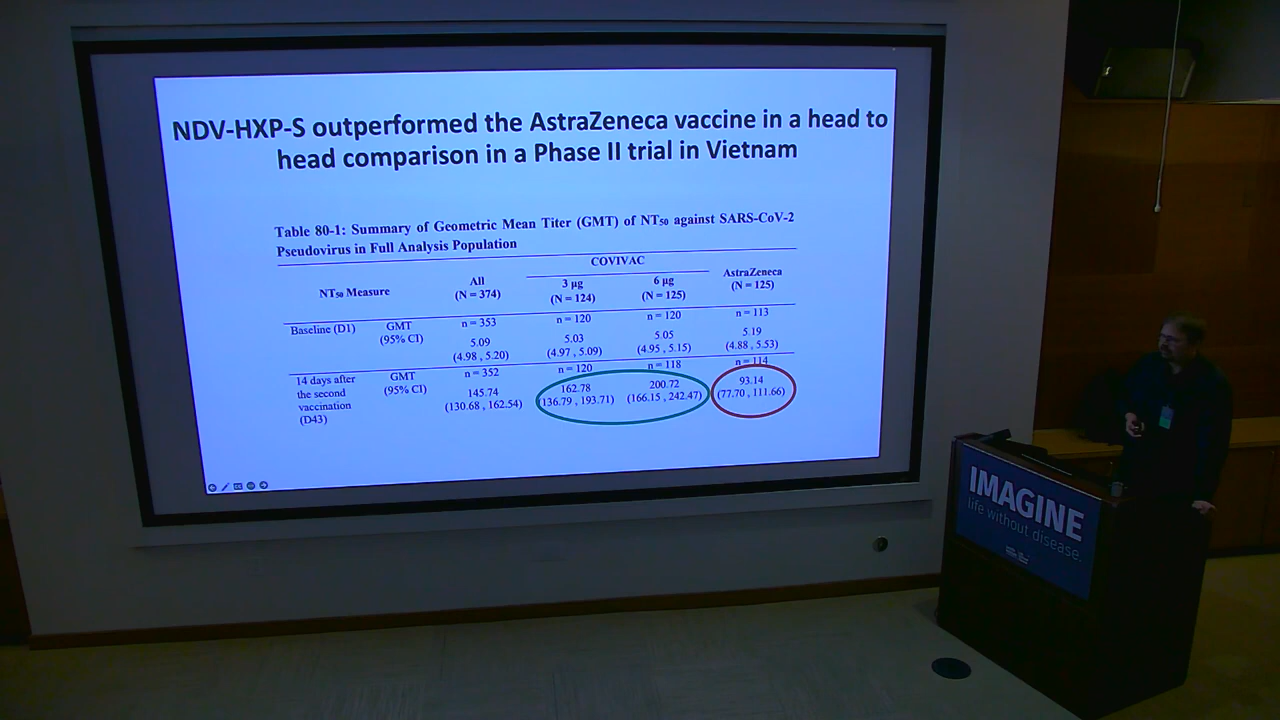 NDV-HXP-S outperformed the AstraZeneca vaccine in a head to
head comparison in a Phase II trial in Vietnam
Table 80-1: Summary of Geometric Mean Titer (GMT) of NT50 against SARS-CoV-2
Pseudovirus in Full Analysis Population
COVIVAC
NT50 Measure
All
(N = 374)
3 µg
(N = 124)
6 µg
(N = 125)
AstraZeneca
(N = 125)
Baseline (D1)
GMT
(95% CI)
n = 353
5.09
(4.98 , 5.20)
n = 120
5.03
(4.97 , 5.09)
n = 120
5.05
(4.95 , 5.15)
n = 113
5.19
(4.88 , 5.53)
14 days after
the second
vaccination
(D43)
GMT
(95% CI)
n = 352
145.74
(130.68 , 162.54)
n = 120
162.78
(136.79 , 193.71)
n = 118
200.72
(166.15 , 242.47)
n = 114
93.14
(77.70 , 111.66)
IMAGINE
life without disease.